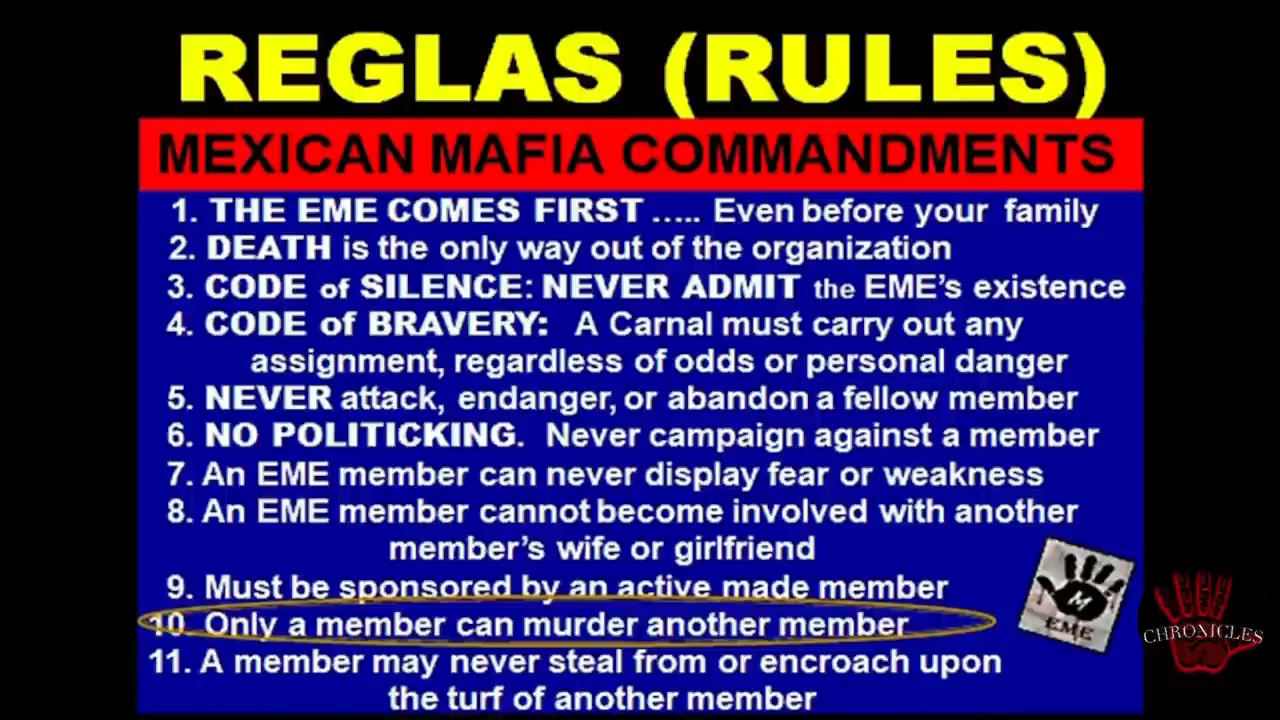 REGLAS (RULES)
MEXICAN MAFIA COMMANDMENTS
1. THE EME COMES FIRST ..... Even before your family
2. DEATH is the only way out of the organization
3. CODE of SILENCE: NEVER ADMIT the EME's existence
4. CODE of BRAVERY: A Carnal must carry out any
assignment, regardless of odds or personal danger
5. NEVER attack, endanger, or abandon a fellow member
6. NO POLITICKING. Never campaign against a member
7. An EME member can never display fear or weakness
8. An EME member cannot become involved with another
member's wife or girlfriend
9. Must be sponsored by an active made member
10. Only a member can murder another member
11. A member may never steal from or encroach upon
the turf of another member
M
EME
CHRONICLES